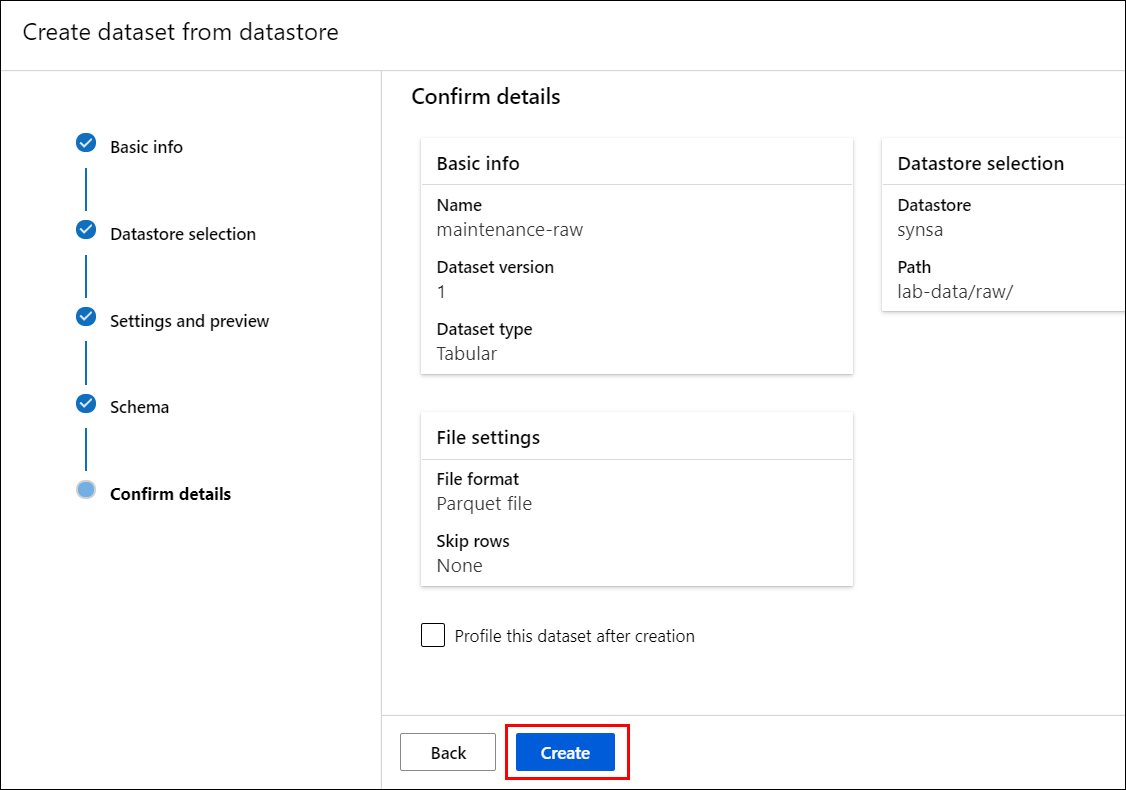 Create dataset from datastore
Basic info
Datastore selection
Settings and preview
Schema
Confirm details
Confirm details
Basic info
Name
maintenance-raw
Dataset version
1
Dataset type
Tabular
Datastore selection
Datastore
synsa
Path
lab-data/raw/
File settings
File format
Parquet file
Skip rows
None
Profile this dataset after creation
Back
Create